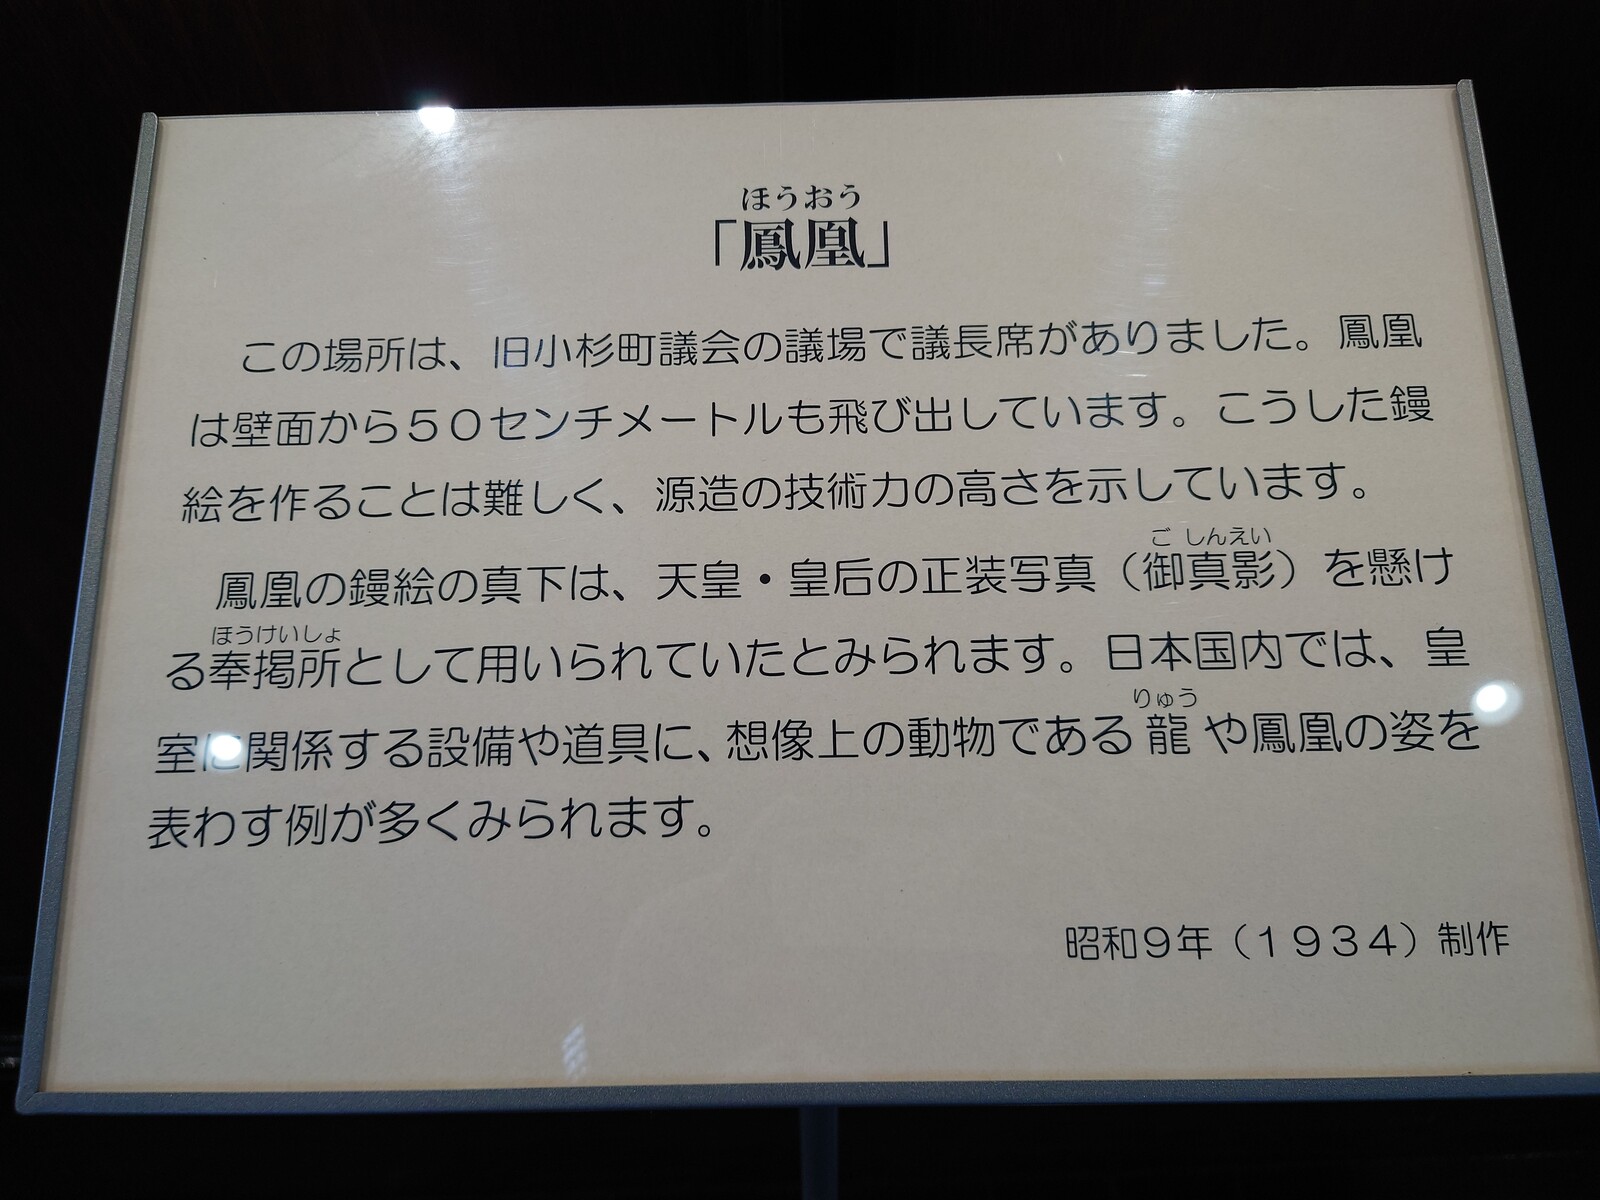 ほうおう
「鳳凰」
この場所は、旧小杉町議会の議場で議長席がありました。鳳凰
は壁面から５０センチメートルも飛び出しています。こうした鏝
絵を作ることは難しく、源造の技術力の高さを示しています。
ご しんえい
鳳凰の鏝絵の真下は、天皇・皇后の正装写真（御真影）を懸け
ほうけいしょ
る奉掲所として用いられていたとみられます。日本国内では、皇
りゅう
室に関係する設備や道具に、想像上の動物である龍や鳳凰の姿を
表わす例が多くみられます。
昭和９年（１９３４）制作